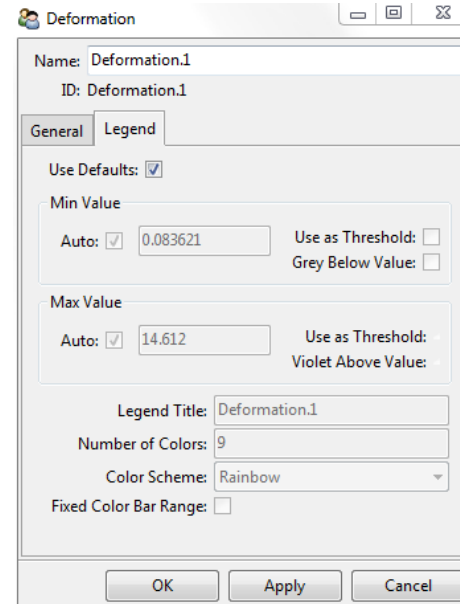 Deformation
Name: Deformation.1
ID: Deformation.1
General Legend
Use Defaults:
Min Value
Auto: 0.083621 Use as Threshold:
Grey Below Value:
Max Value
Auto: 14.612 Use as Threshold:
Violet Above Value:
Legend Title: Deformation.1
Number of Colors: 9
Color Scheme: Rainbow
Fixed Color Bar Range:
OK Apply Cancel